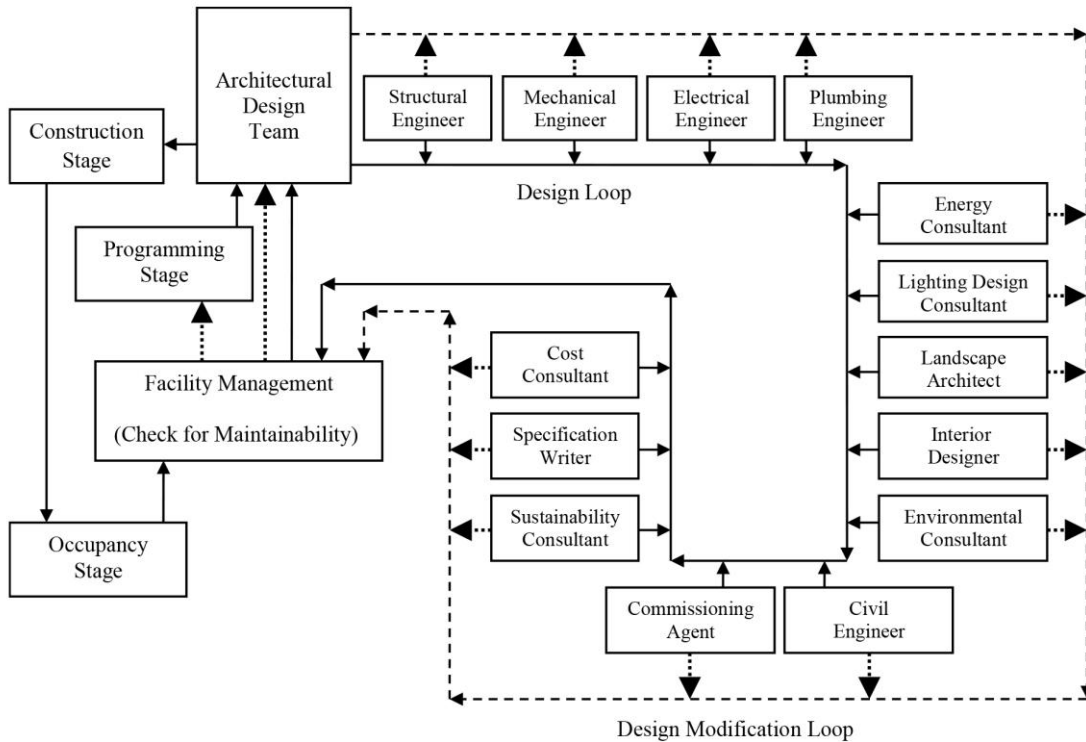 Architectural
Design
Team
Structural
Engineer
Mechanical
Engineer
Electrical
Engineer
Plumbing
Engineer
Construction
Stage
Design Loop
Energy
Consultant
Programming
Stage
Lighting Design
Consultant
Cost
Consultant
Landscape
Architect
Facility Management
(Check for Maintainability)
Specification
Writer
Interior
Designer
Sustainability
Consultant
Environmental
Consultant
Occupancy
Stage
Commissioning
Agent
Civil
Engineer
Design Modification Loop